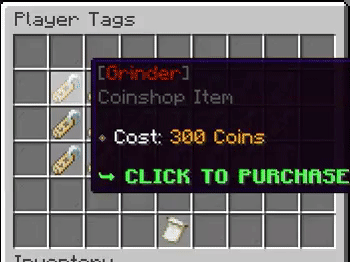 Player Tags
[Grinder]
Coinshop Item
• Cost: 300 Coins
↪ CLICK TO PURCHASE
Inventory